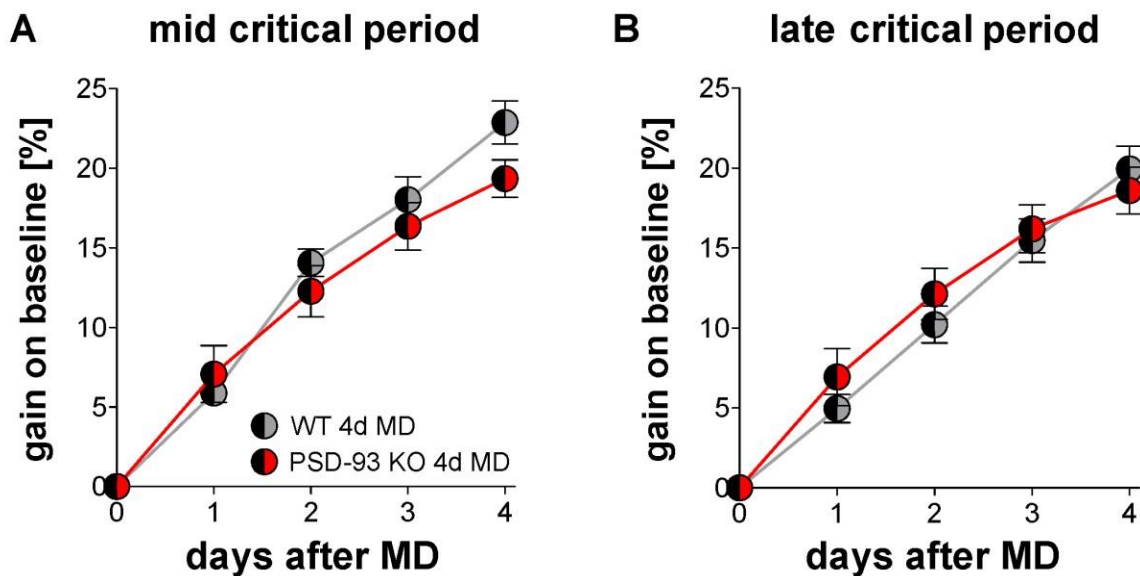 A mid critical period
gain on baseline [%]
25
20
15
10
5
0
0 1 2 3 4
days after MD
WT 4d MD
PSD-93 KO 4d MD
B late critical period
gain on baseline [%]
25
20
15
10
5
0
0 1 2 3 4
days after MD